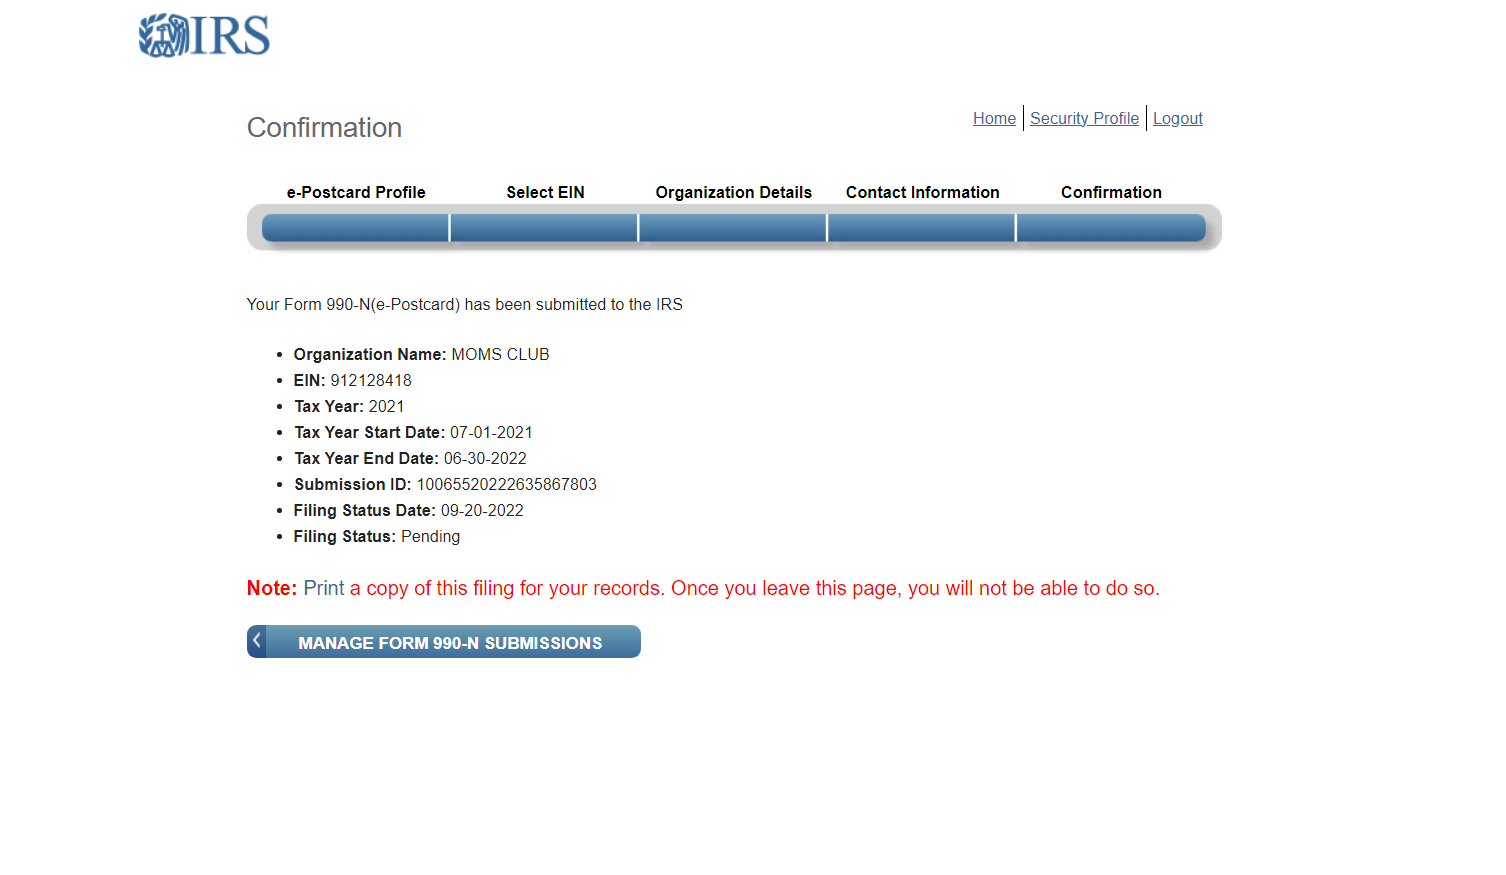 IRS
Confirmation
Home Security Profile Logout
e-Postcard Profile Select EIN Organization Details Contact Information Confirmation
Your Form 990-N(e-Postcard) has been submitted to the IRS
• Organization Name: MOMS CLUB
• EIN: 912128418
• Tax Year: 2021
• Tax Year Start Date: 07-01-2021
• Tax Year End Date: 06-30-2022
• Submission ID: 10065520222635867803
• Filing Status Date: 09-20-2022
• Filing Status: Pending
Note: Print a copy of this filing for your records. Once you leave this page, you will not be able to do so.
MANAGE FORM 990-N SUBMISSIONS